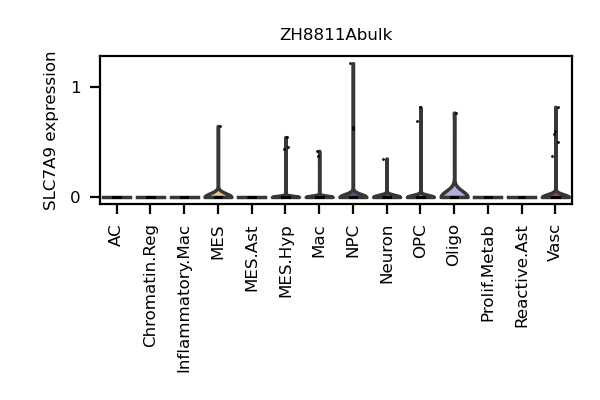 ZH8811Abulk
SLC7A9 expression
1
0
AC
Chromatin.Reg
Inflammatory.Mac
MES
MES.Ast
MES.Hyp
Mac
NPC
Neuron
OPC
Oligo
Prolif.Metab
Reactive.Ast
Vasc